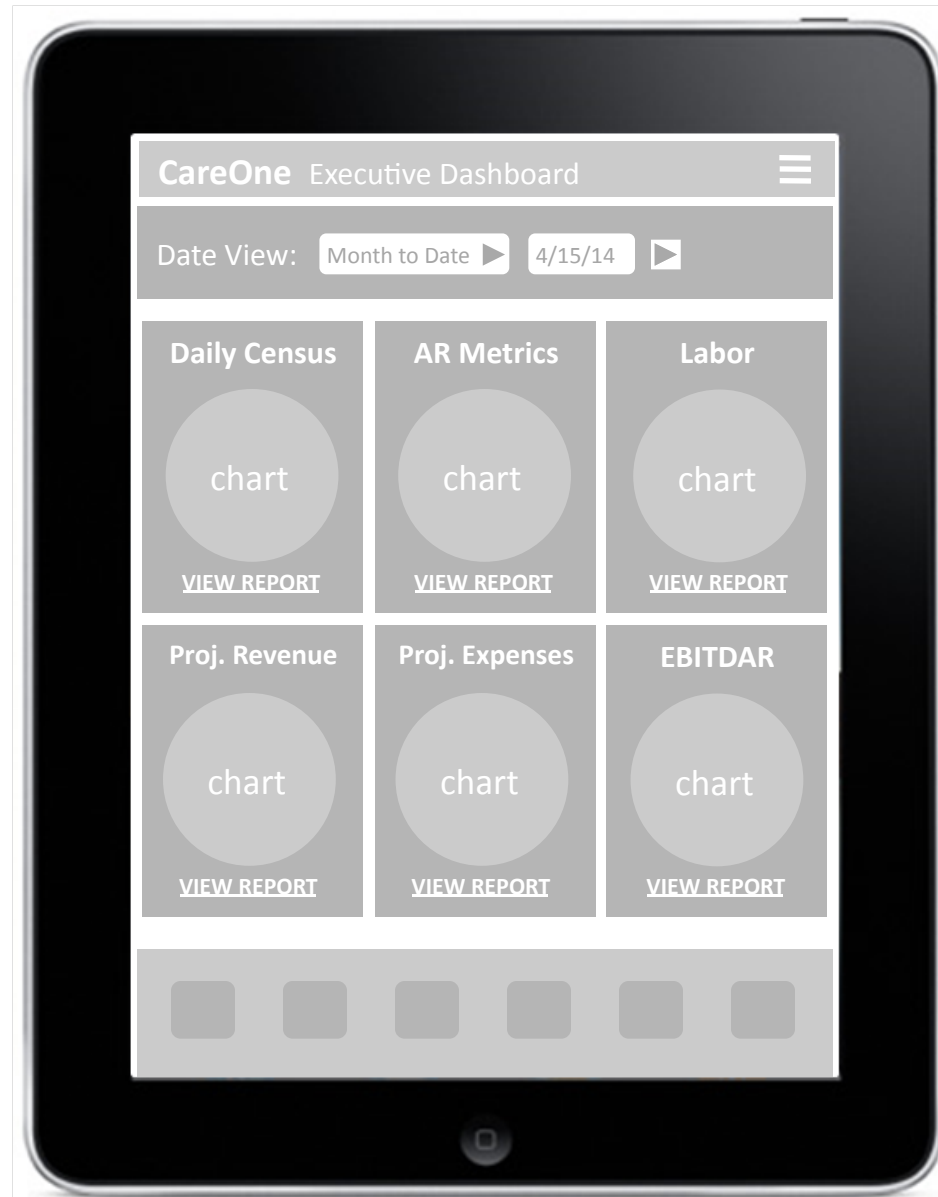 CareOne Executive Dashboard
Date View: Month to Date 4/15/14
Daily Census AR Metrics Labor
chart chart chart
VIEW REPORT VIEW REPORT VIEW REPORT
Proj. Revenue Proj. Expenses EBITDAR
chart chart chart
VIEW REPORT VIEW REPORT VIEW REPORT